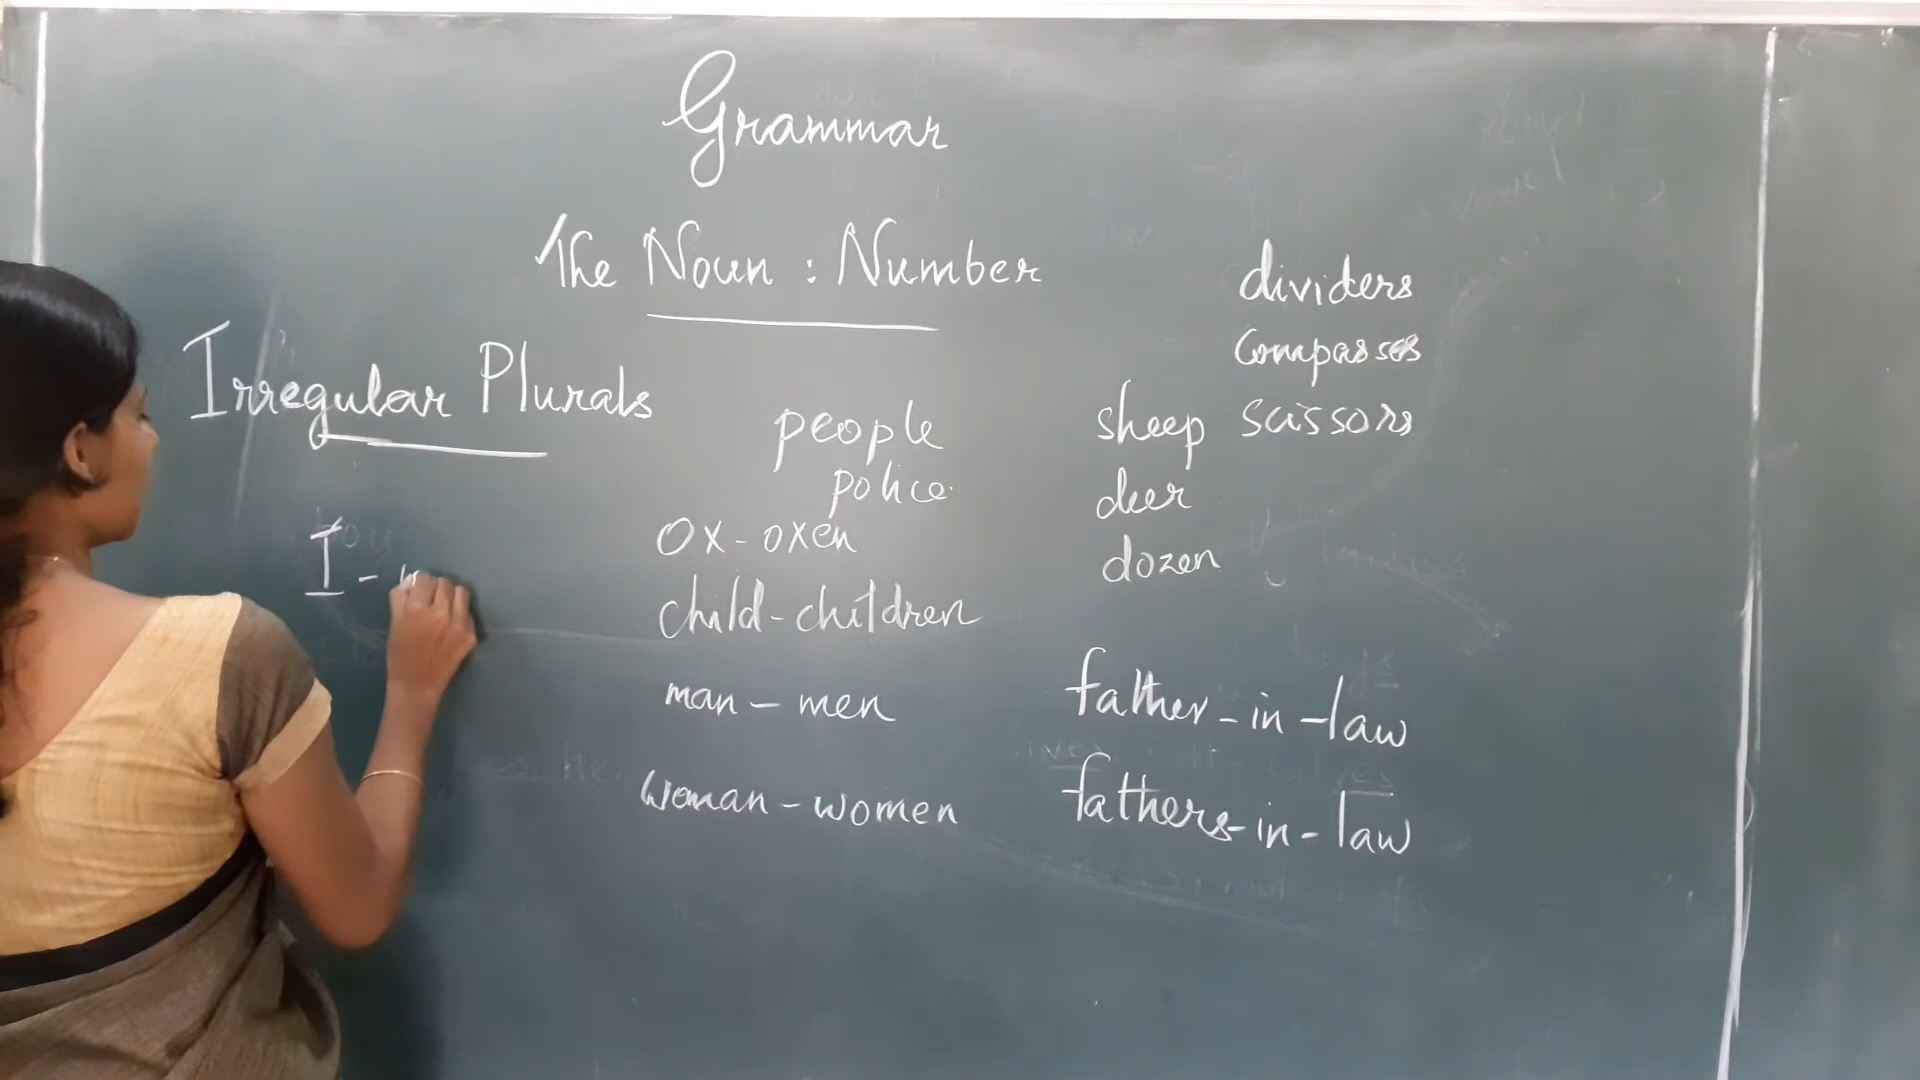 Grammar
The Noun : Number
Irregular Plurals
I -
people
police
ox - oxen
child - children
man - men
woman - women
dividers
compasses
scissors
sheep
deer
dozen
father - in - law
fathers - in - law